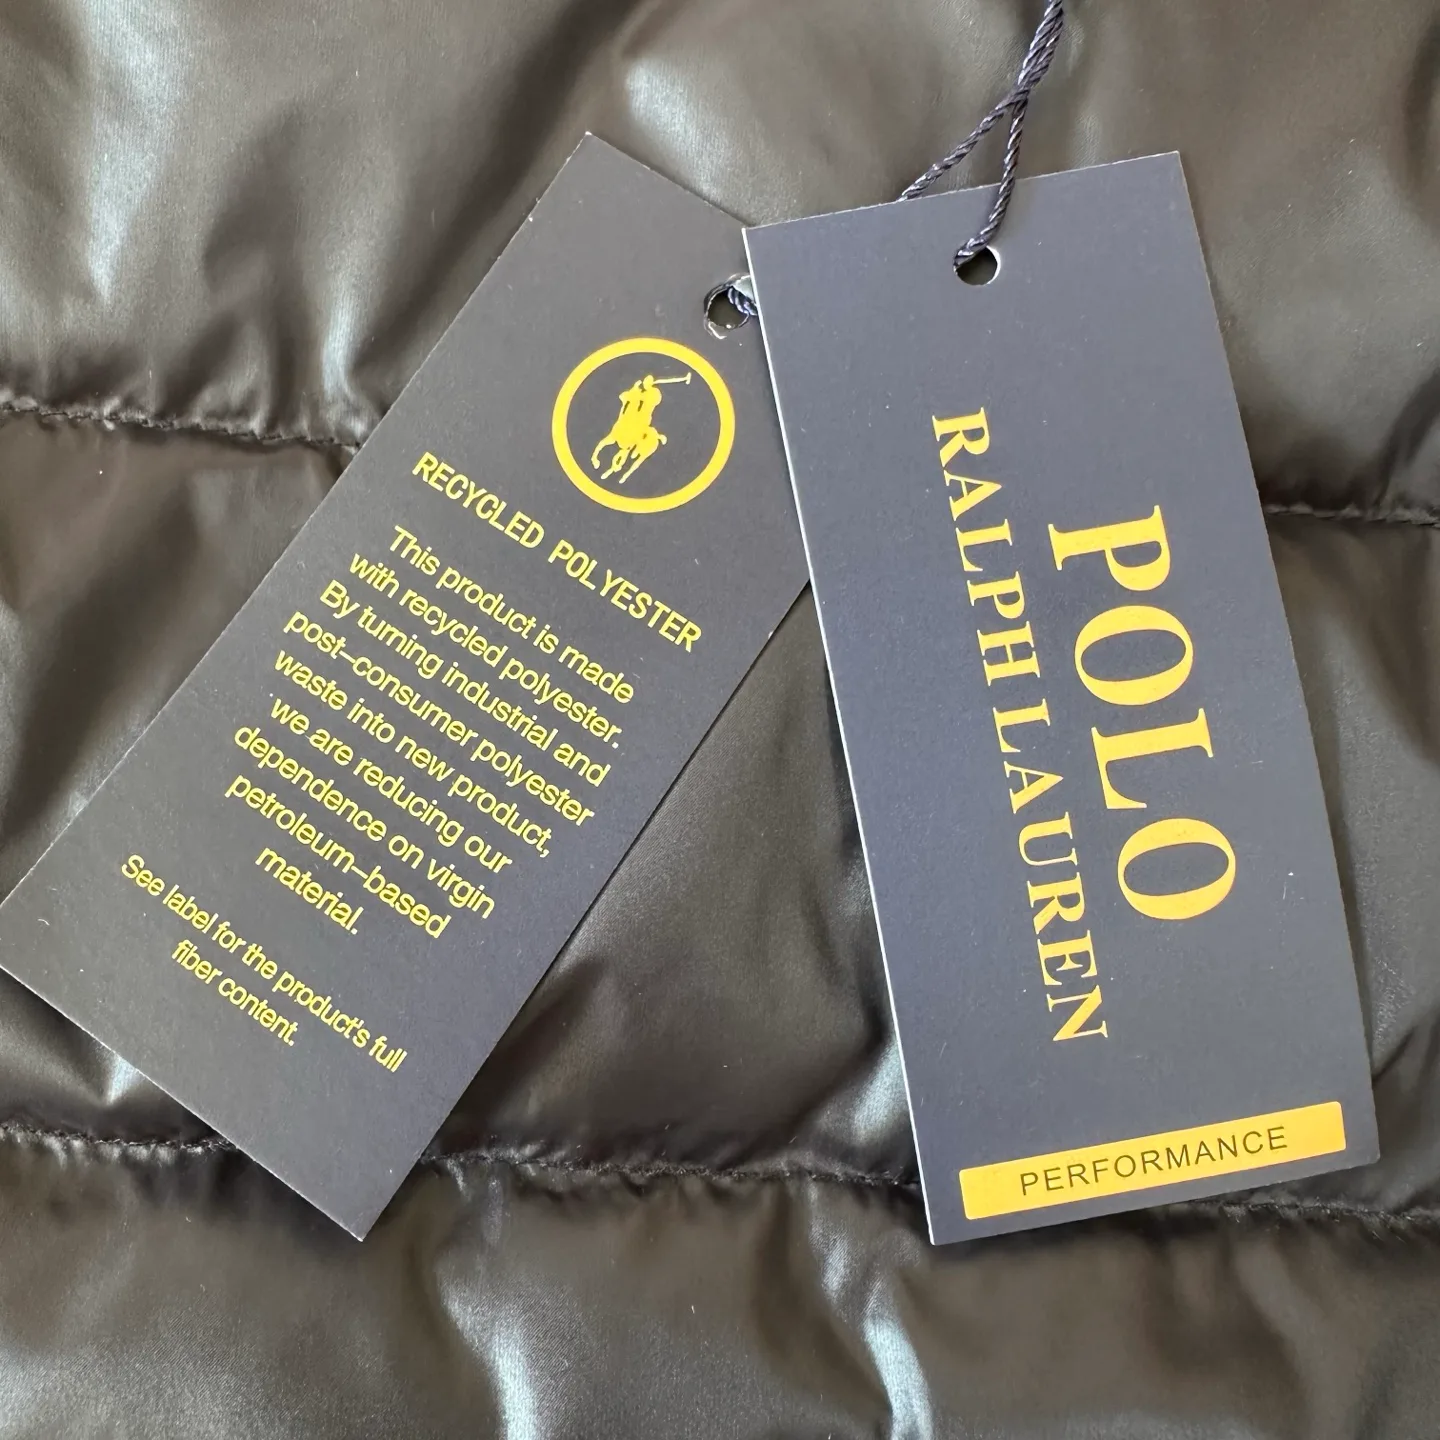 RECYCLED POLYESTER
This product is made
with recycled polyester.
By turning industrial and
post-consumer polyester
waste into new product,
we are reducing our
dependence on virgin
petroleum-based
material.
See label for the product's full
fiber content.
POLO
RALPH LAUREN
PERFORMANCE